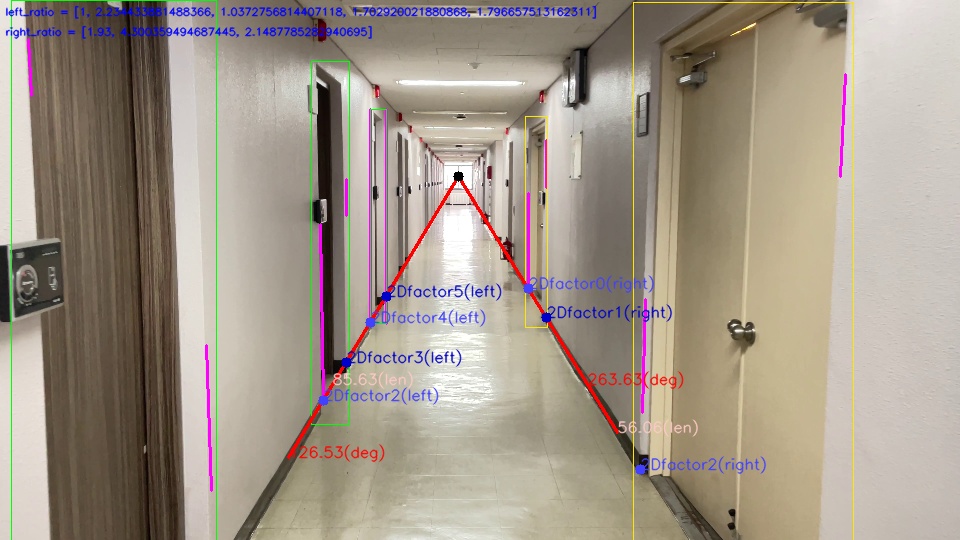 left_ratio = [1, 2.234433881488366, 1.0372756814407118, 1.702920021880868, 1.796657513162311]
right_ratio = [1.93, 4.300359494687445, 2.148778528
2Dfactor0(right)
2Dfactor5(left)
2Dfactor1(right)
2Dfactor4(left)
2Dfactor3(left)
85.63(len)
263.63(deg)
2Dfactor2(left)
56.06(len)
26.53(deg)
2Dfactor2(right)